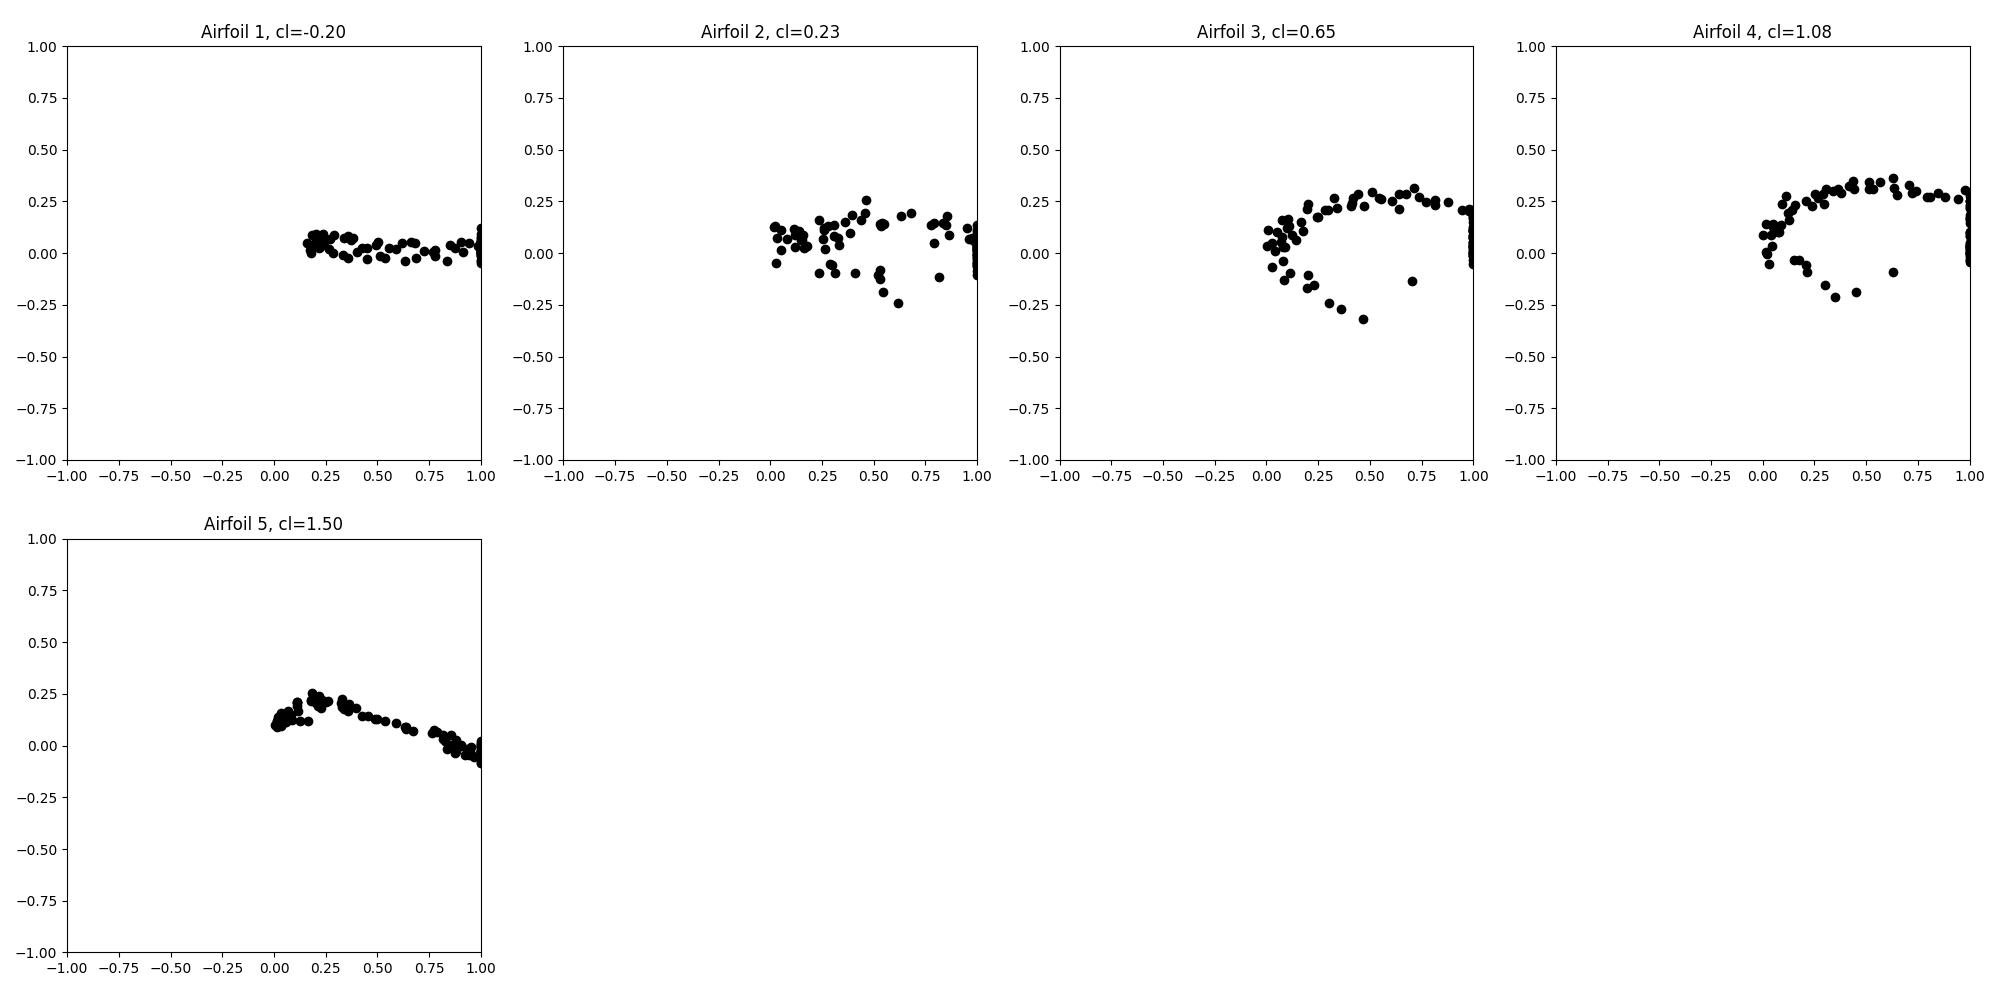 Airfoil 1, cl=-0.20
Airfoil 2, cl=0.23
Airfoil 3, cl=0.65
Airfoil 4, cl=1.08
1.00 1.00 1.00 1.00
0.75 0.75 0.75 0.75
0.50 0.50 0.50 0.50
0.25 0.25 0.25 0.25
0.00 0.00 0.00 0.00
−0.25 −0.25 −0.25 −0.25
−0.50 −0.50 −0.50 −0.50
−0.75 −0.75 −0.75 −0.75
−1.00 −1.00 −1.00 −1.00
−1.00 −0.75 −0.50 −0.25 0.00 0.25 0.50 0.75 1.00
−1.00 −0.75 −0.50 −0.25 0.00 0.25 0.50 0.75 1.00
−1.00 −0.75 −0.50 −0.25 0.00 0.25 0.50 0.75 1.00
−1.00 −0.75 −0.50 −0.25 0.00 0.25 0.50 0.75 1.00
Airfoil 5, cl=1.50
1.00
0.75
0.50
0.25
0.00
−0.25
−0.50
−0.75
−1.00
−1.00 −0.75 −0.50 −0.25 0.00 0.25 0.50 0.75 1.00